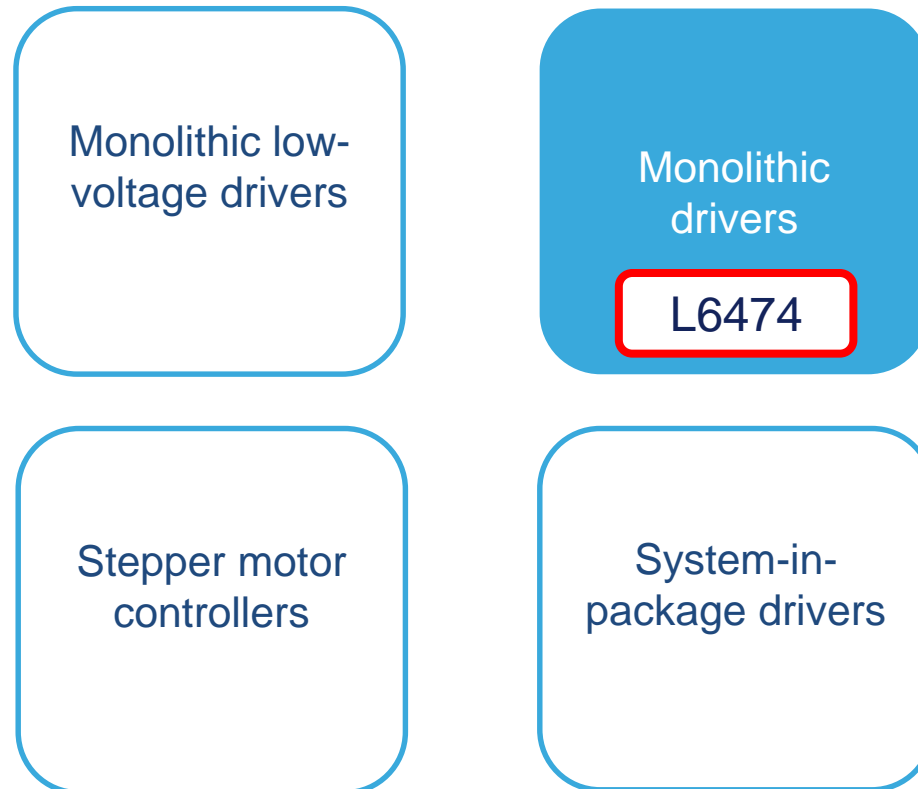 Monolithic low-
voltage drivers
Monolithic
drivers
L6474
Stepper motor
controllers
System-in-
package drivers